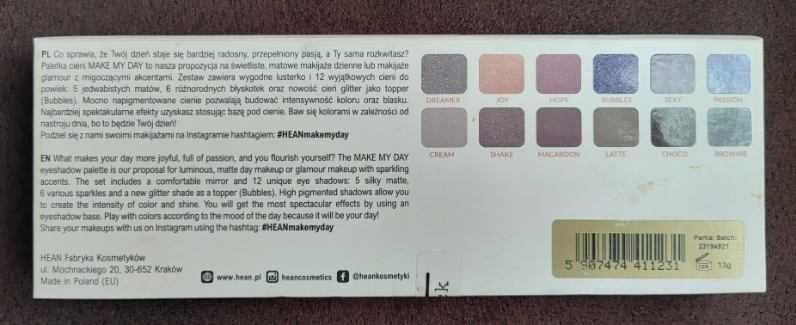 PL Co sprawia, że Twój dzień staje się bardziej radosny, przepełniony pasją, a Ty sama rozkwitasz?
Paletka cieni MAKE MY DAY to nasza propozycja na świetliste, matowe makijaże dzienne lub makijaże
glamour z migoczącymi akcentami. Zestaw zawiera wygodne lusterko i 12 wyjątkowych cieni do
powiek: 5 jedwabistych matów, 6 różnorodnych błyskotek oraz nowość cień glitter jako topper
(Bubbles). Mocno napigmentowane cienie pozwalają budować intensywność koloru oraz blasku.
Najbardziej spektakularne efekty uzyskasz stosując bazę pod cienie. Baw się kolorami w zależności od
nastroju dnia, bo to będzie Twój dzień!
Podziel się z nami swoimi makijażami na Instagramie hashtagiem: #HEANmakemyday
EN What makes your day more joyful, full of passion, and you flourish yourself? The MAKE MY DAY
eyeshadow palette is our proposal for luminous, matte day makeup or glamour makeup with sparkling
accents. The set includes a comfortable mirror and 12 unique eye shadows: 5 silky matts,
6 various sparkles and a new glitter shade as a topper (Bubbles). High pigmented shadows allow you
to create the intensity of color and shine. You will get the most spectacular effects by using an
eyeshadow base. Play with colors according to the mood of the day because it will be your day!
Share your makeups with us on Instagram using the hashtag: #HEANmakemyday
HEAN Fabryka Kosmetyków
ul. Mochnackiego 20, 30-652 Kraków
Made in Poland (EU)
www.hean.pl heancosmetics @heankosmetyki
DREAMER JOY HOPE BUBBLES SEXY PASSION
CREAM SHAKE MACAROON LATTE CHOCO BROWNIE
5 907474 411231
Partia: Batch:
23194321
13g